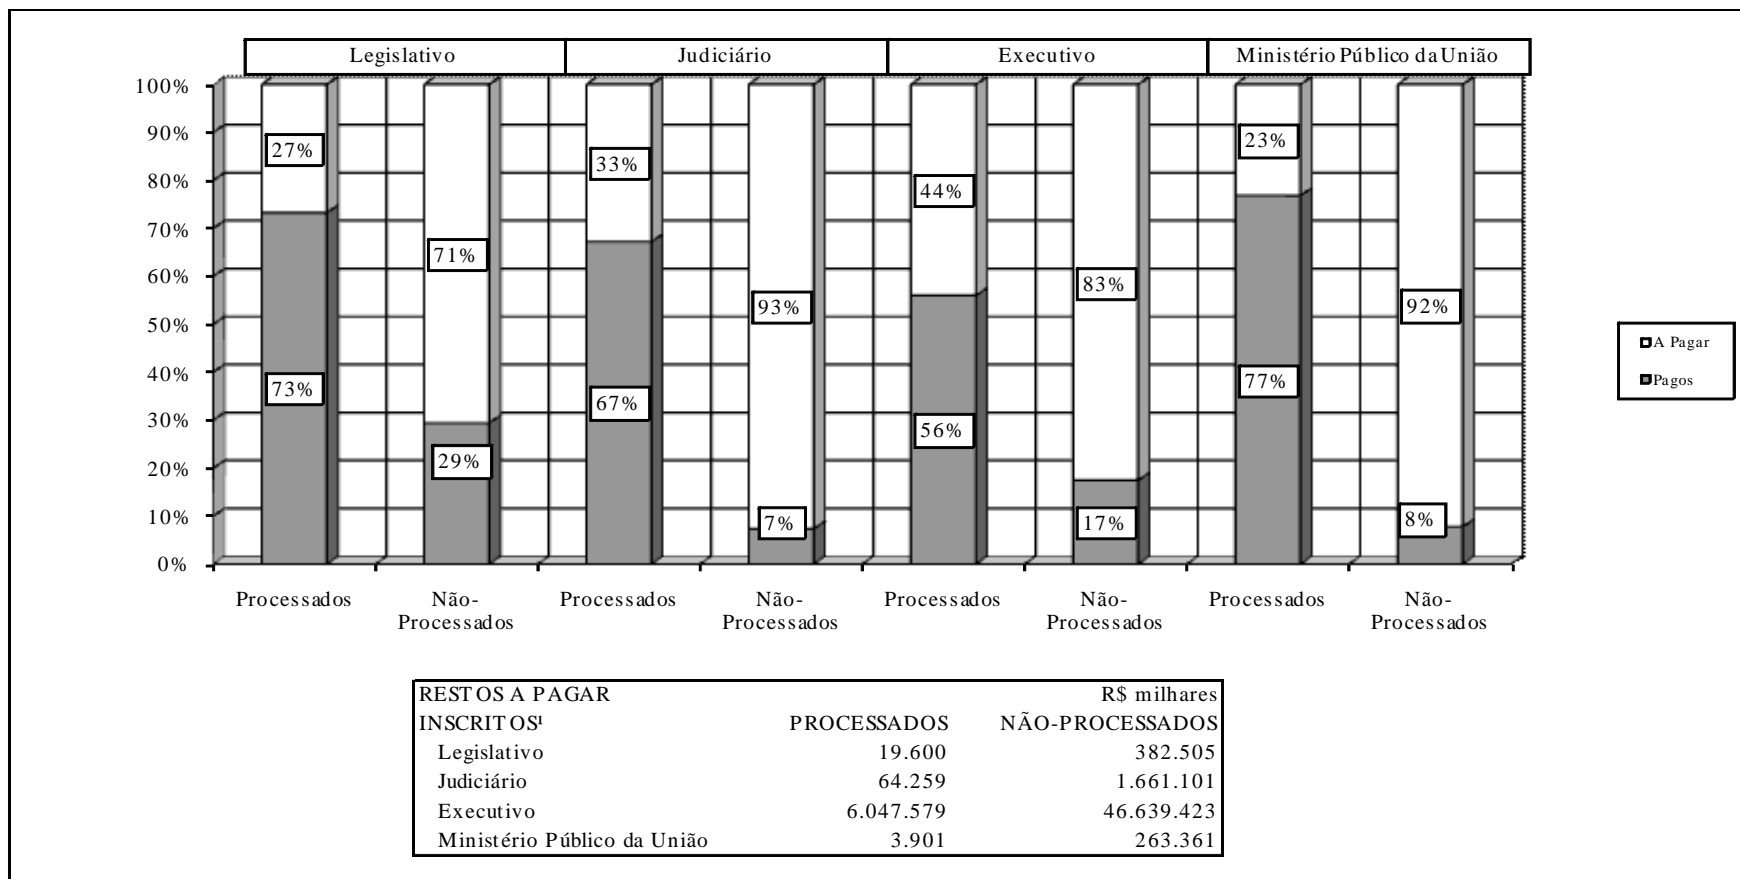 Legislativo Judiciário Executivo Ministério Público da União
100%
90%
80%
70%
60%
50%
40%
30%
20%
10%
0%
27%
73%
71%
29%
33%
67%
93%
7%
44%
56%
83%
17%
23%
77%
92%
8%
A Pagar
Pagos
Processados Não- Processados Não- Processados Não- Processados Não-
Processados Processados Processados Processados
RESTOS A PAGAR R$ milhares
INSCRITOS¹ PROCESSADOS NÃO-PROCESSADOS
Legislativo 19.600 382.505
Judiciário 64.259 1.661.101
Executivo 6.047.579 46.639.423
Ministério Público da União 3.901 263.361